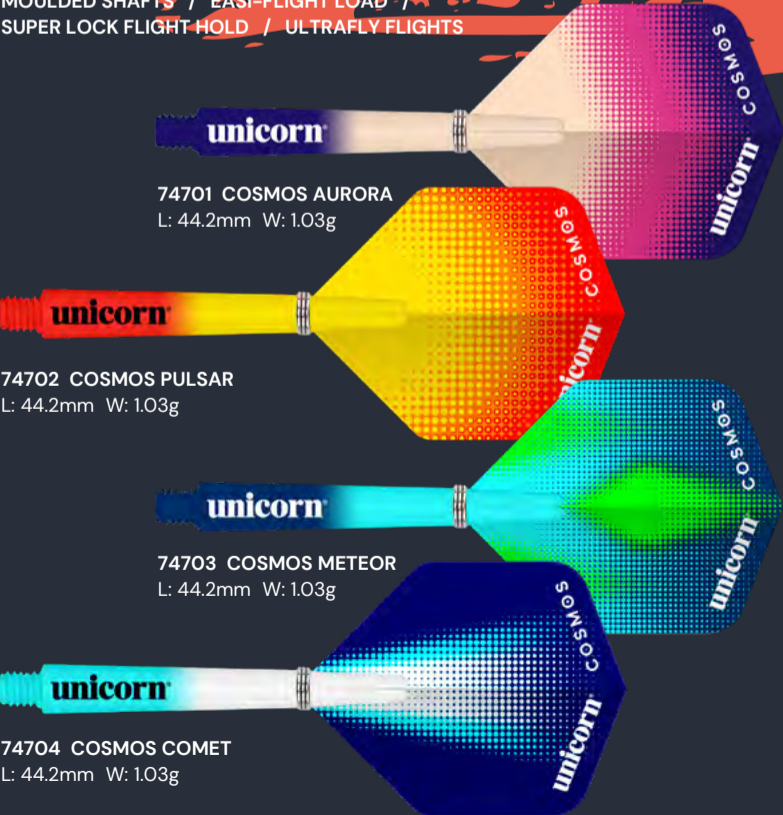 MOULDED SHAFTS / EASI-FLIGHT LOAD /
SUPER LOCK FLIGHT HOLD / ULTRAFLY FLIGHTS
unicorn
COSMOS
unicorn
74701 COSMOS AURORA
L: 44.2mm W: 1.03g
unicorn
COSMOS
unicorn
74702 COSMOS PULSAR
L: 44.2mm W: 1.03g
unicorn
COSMOS
unicorn
74703 COSMOS METEOR
L: 44.2mm W: 1.03g
unicorn
COSMOS
unicorn
74704 COSMOS COMET
L: 44.2mm W: 1.03g